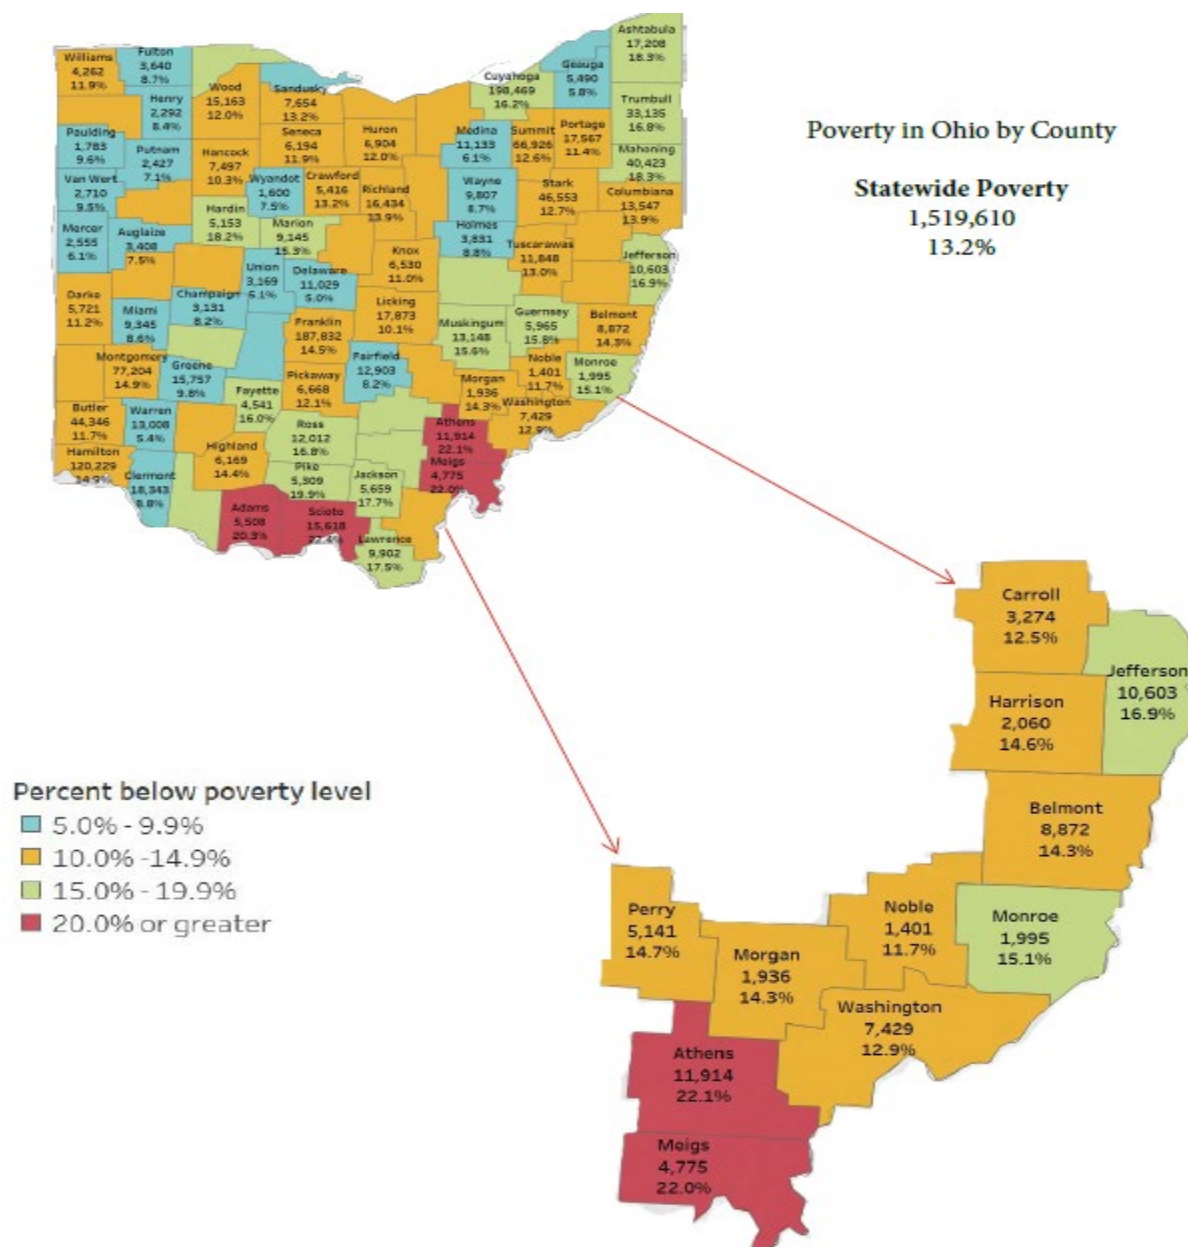 Williams
4,262
11.9%
Fulton
3,640
8.7%
Henry
2,292
8.4%
Wood
15,163
12.0%
Sandusky
7,654
13.2%
Seneca
6,194
11.9%
Huron
6,904
12.0%
Cuyahoga
198,469
16.2%
Geauga
5,490
5.8%
Ashtabula
17,208
18.3%
Trumbull
33,135
16.8%
Mahoning
40,423
18.3%
Medina
11,133
6.1%
Summit
66,926
12.6%
Portage
17,567
11.4%
Paulding
1,783
9.6%
Putnam
2,427
7.1%
Hancock
7,497
10.3%
Van Wert
2,710
9.5%
Wyandot
1,600
7.5%
Crawford
5,416
13.2%
Richland
16,434
13.9%
Wayne
9,807
8.7%
Stark
46,553
12.7%
Columbiana
13,547
13.9%
Mercer
2,555
6.1%
Auglaize
3,408
7.5%
Hardin
5,153
18.2%
Marion
9,145
15.3%
Holmes
3,831
8.8%
Tuscarawas
11,848
13.0%
Jefferson
10,603
16.9%
Knox
6,530
11.0%
Union
3,169
6.1%
Delaware
11,029
5.0%
Darke
5,721
11.2%
Miami
9,345
8.6%
Champaign
3,131
8.2%
Licking
17,873
10.1%
Franklin
187,832
14.5%
Muskingum
13,148
15.6%
Guernsey
5,965
15.8%
Belmont
8,872
14.3%
Montgomery
77,204
14.9%
Greene
15,757
9.8%
Fairfield
12,903
8.2%
Pickaway
6,668
12.1%
Fayette
4,541
16.0%
Noble
1,401
11.7%
Monroe
1,995
15.1%
Morgan
1,936
14.3%
Washington
7,429
12.9%
Butler
44,346
11.7%
Warren
13,008
5.4%
Hamilton
120,229
14.9%
Clermont
18,343
8.8%
Highland
6,169
14.4%
Ross
12,012
16.8%
Pike
5,309
19.9%
Jackson
5,659
17.7%
Athens
11,914
22.1%
Meigs
4,775
22.0%
Adams
5,508
20.3%
Scioto
15,618
22.4%
Lawrence
9,902
17.5%
Poverty in Ohio by County
Statewide Poverty
1,519,610
13.2%
Percent below poverty level
5.0% - 9.9%
10.0% -14.9%
15.0% - 19.9%
20.0% or greater
Carroll
3,274
12.5%
Jefferson
10,603
16.9%
Harrison
2,060
14.6%
Belmont
8,872
14.3%
Perry
5,141
14.7%
Morgan
1,936
14.3%
Noble
1,401
11.7%
Monroe
1,995
15.1%
Washington
7,429
12.9%
Athens
11,914
22.1%
Meigs
4,775
22.0%